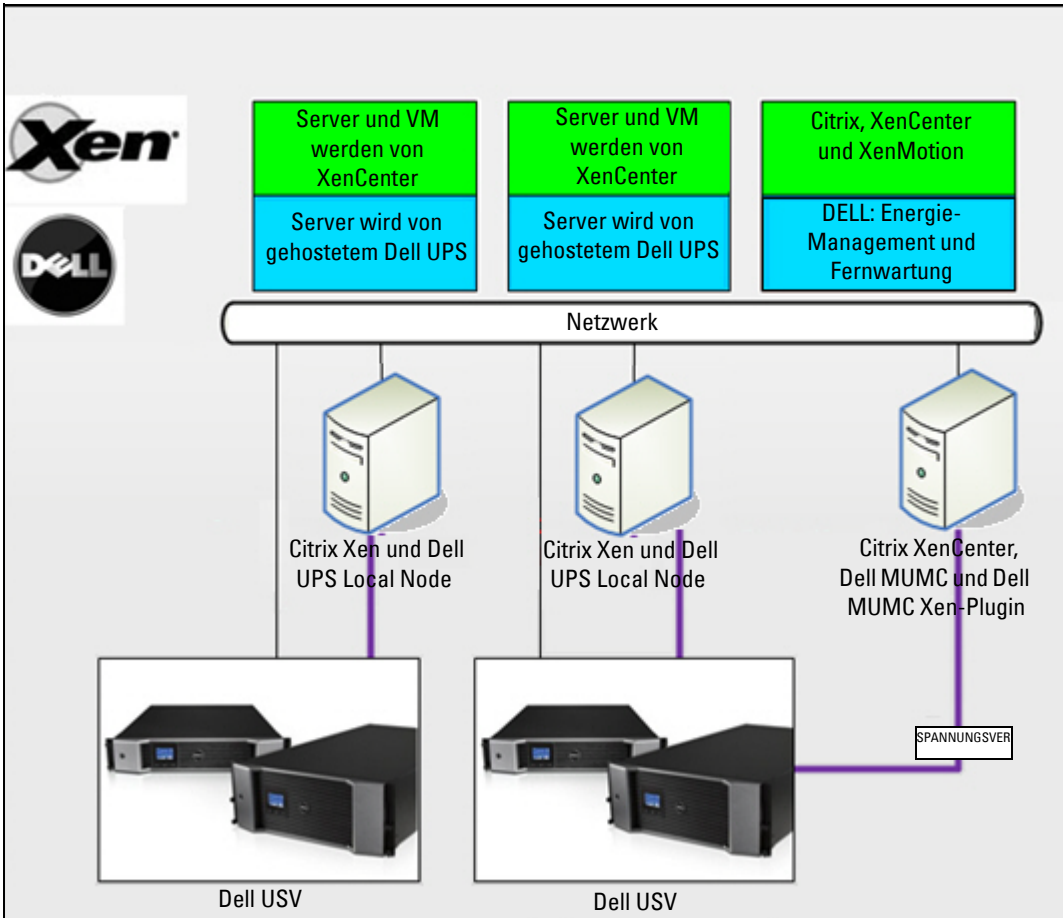 Xen
DELL
Server und VM
werden von
XenCenter
Server wird von
gehostetem Dell UPS
Server und VM
werden von
XenCenter
Server wird von
gehostetem Dell UPS
Citrix, XenCenter
und XenMotion
DELL: Energie-
Management und
Fernwartung
Netzwerk
Citrix Xen und Dell
UPS Local Node
Citrix Xen und Dell
UPS Local Node
Citrix XenCenter,
Dell MUMC und Dell
MUMC Xen-Plugin
SPANNUNGSVER
Dell USV
Dell USV